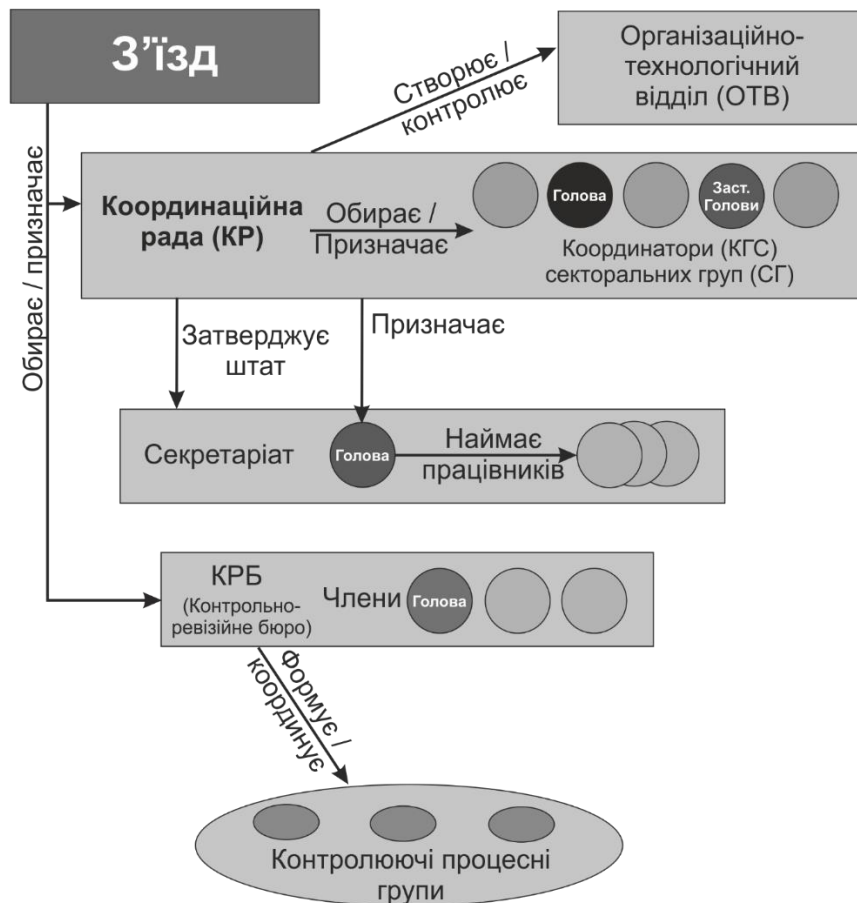 З’їзд
Організаційно-
технологічний
відділ (ОТВ)
Створює /
контролює
Обирає / призначає
Координаційна
рада (КР)
Обирає /
Призначає
Голова
Заст.
Голови
Координатори (КГС)
секторальних груп (СГ)
Затверджує
штат
Призначає
Секретаріат
Голова
Наймає
працівників
КРБ
(Контрольно-
ревізійне бюро)
Члени
Голова
Формує /
координує
Контролюючі процесні
групи